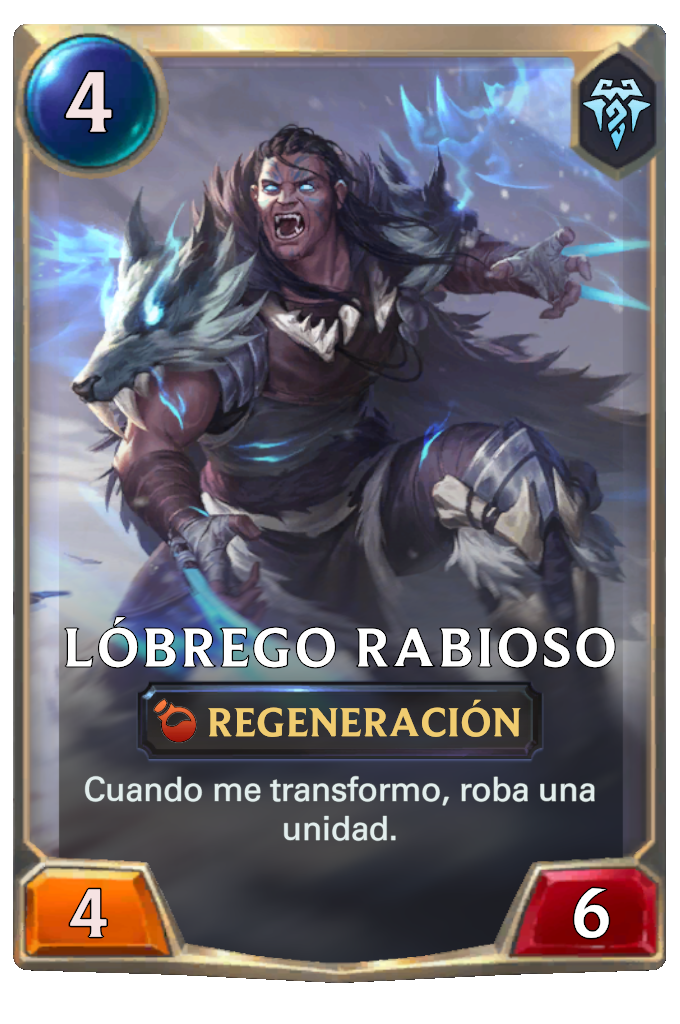 4
LÓBREGO RABIOSO
REGENERACIÓN
Cuando me transformo, roba una
unidad.
4
6